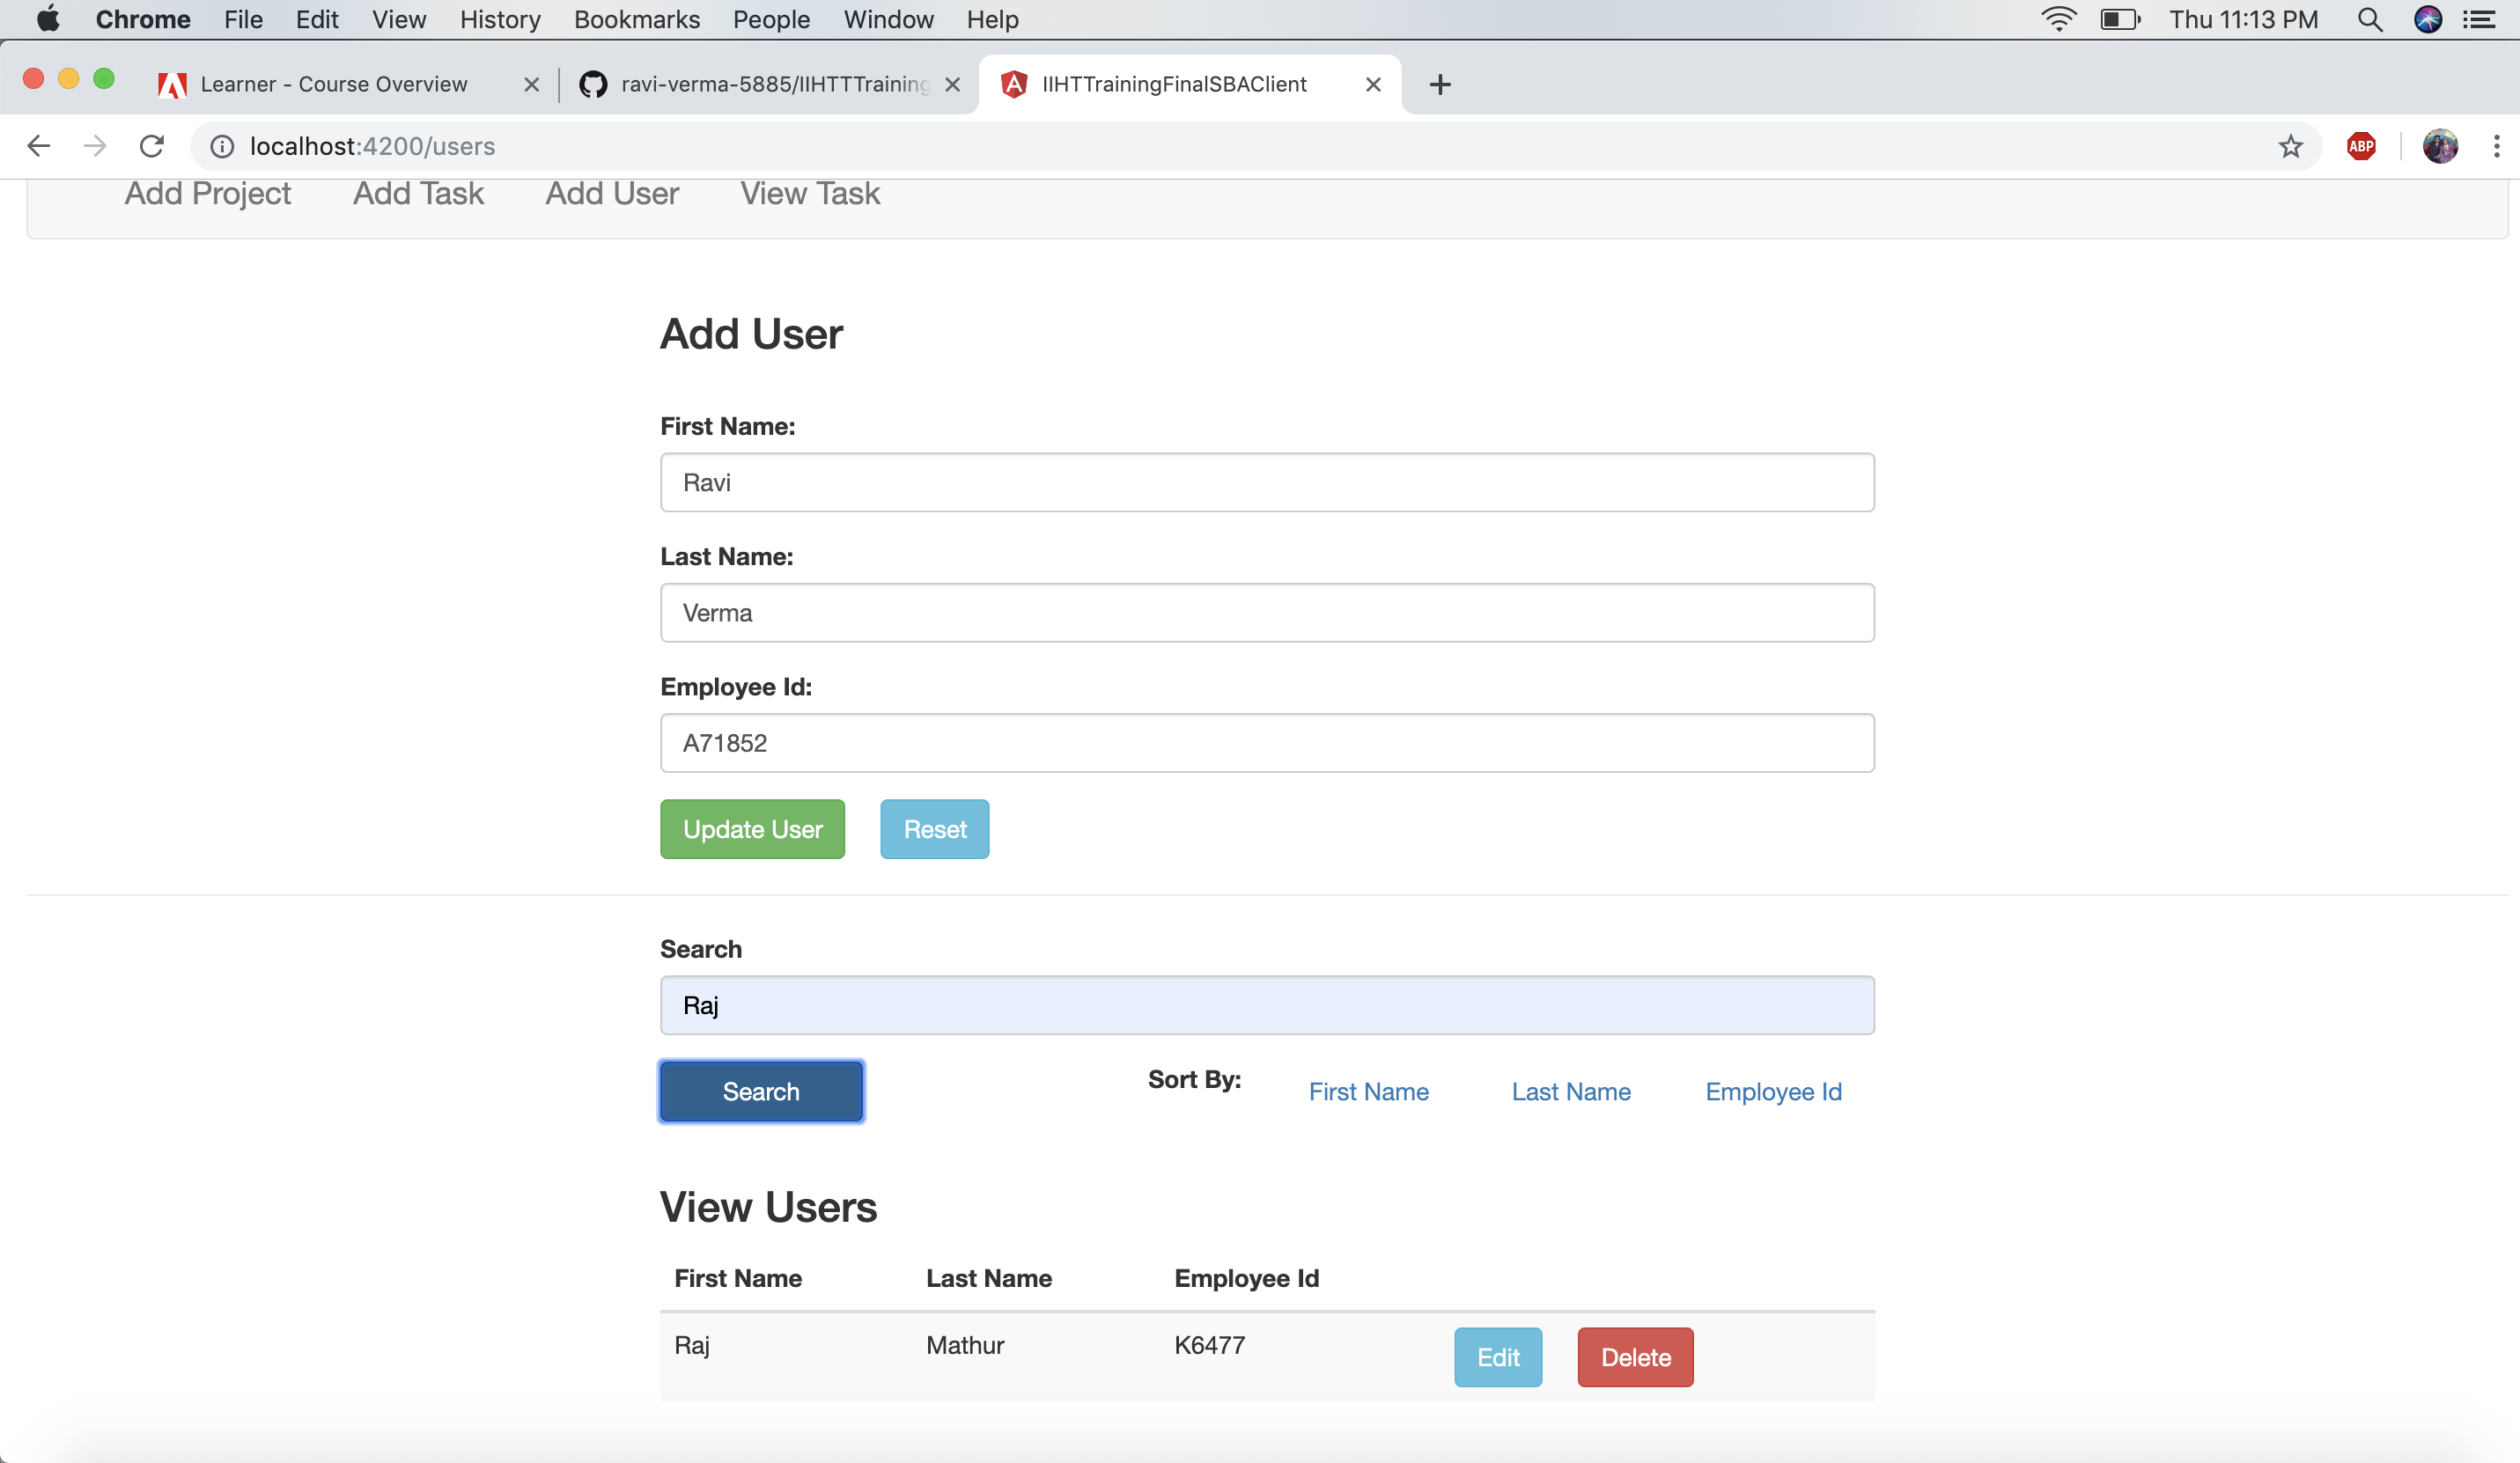 Chrome File Edit View History Bookmarks People Window Help Thu 11:13 PM
Learner - Course Overview ravi-verma-5885/IIHTTTraining IIHTTrainingFinalSBAClient
localhost:4200/users ABP
Add Project Add Task Add User View Task
Add User
First Name:
Ravi
Last Name:
Verma
Employee Id:
A71852
Update User Reset
Search
Raj
Search Sort By: First Name Last Name Employee Id
View Users
First Name Last Name Employee Id
Raj Mathur K6477 Edit Delete